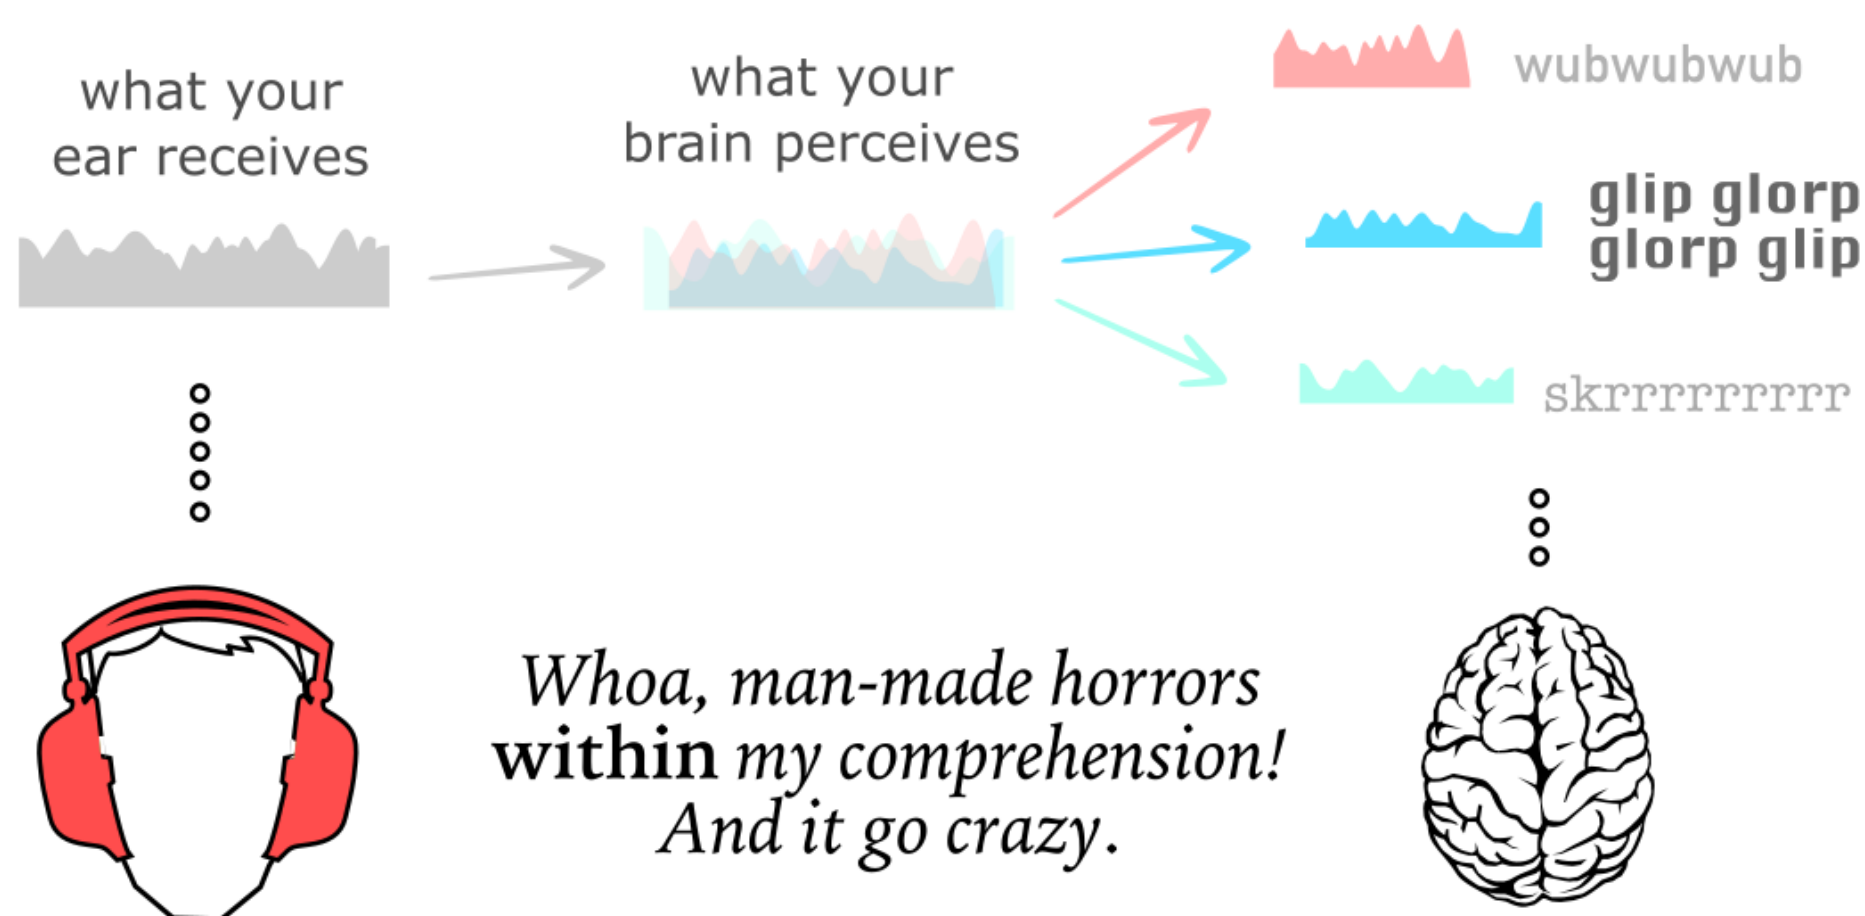 what your
ear receives
what your
brain perceives
wubwubwub
glip glorp
glorp glip
skrrrrrrrrr
Whoa, man-made horrors
within my comprehension!
And it go crazy.